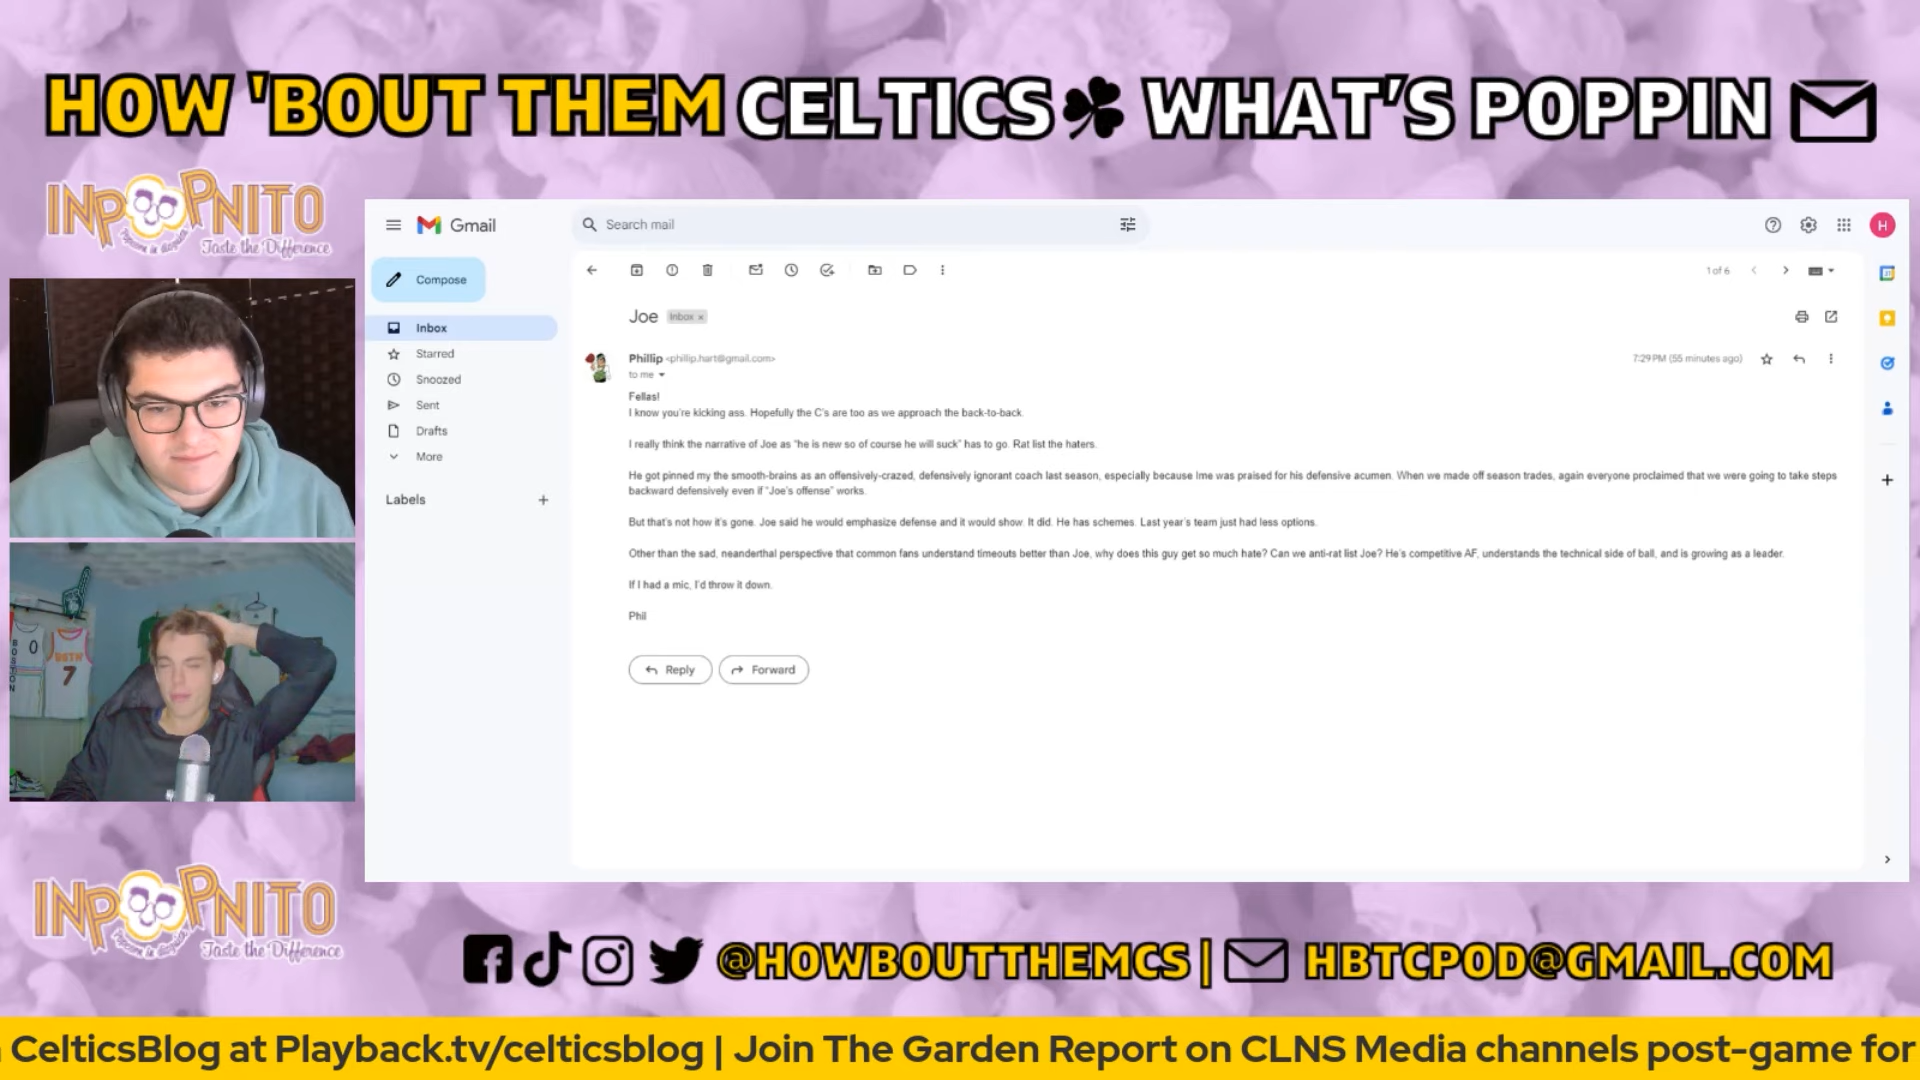 HOW 'BOUT THEM CELTICS WHAT'S POPPIN
INPOPNITO
Taste the Difference
Gmail
Search mail
H
Compose
1 of 6
Inbox
Starred
Snoozed
Sent
Drafts
More
Labels
Joe Inbox x
Phillip <phillip.hart@gmail.com>
7:29 PM (55 minutes ago)
to me
Fellas!
I know you're kicking ass. Hopefully the C's are too as we approach the back-to-back.
I really think the narrative of Joe as "he is new so of course he will suck" has to go. Rat list the haters.
He got pinned my the smooth-brains as an offensively-crazed, defensively ignorant coach last season, especially because Ime was praised for his defensive acumen. When we made off season trades, again everyone proclaimed that we were going to take steps
backward defensively even if "Joe's offense" works.
But that's not how it's gone. Joe said he would emphasize defense and it would show. It did. He has schemes. Last year's team just had less options.
Other than the sad, neanderthal perspective that common fans understand timeouts better than Joe, why does this guy get so much hate? Can we anti-rat list Joe? He's competitive AF, understands the technical side of ball, and is growing as a leader.
If I had a mic, I'd throw it down.
Phil
Reply Forward
BOSTON
0
7
INPOPNITO
Taste the Difference
@HOWBOUTTHEMCS | HBTCPOD@GMAIL.COM
CelticsBlog at Playback.tv/celticsblog | Join The Garden Report on CLNS Media channels post-game for